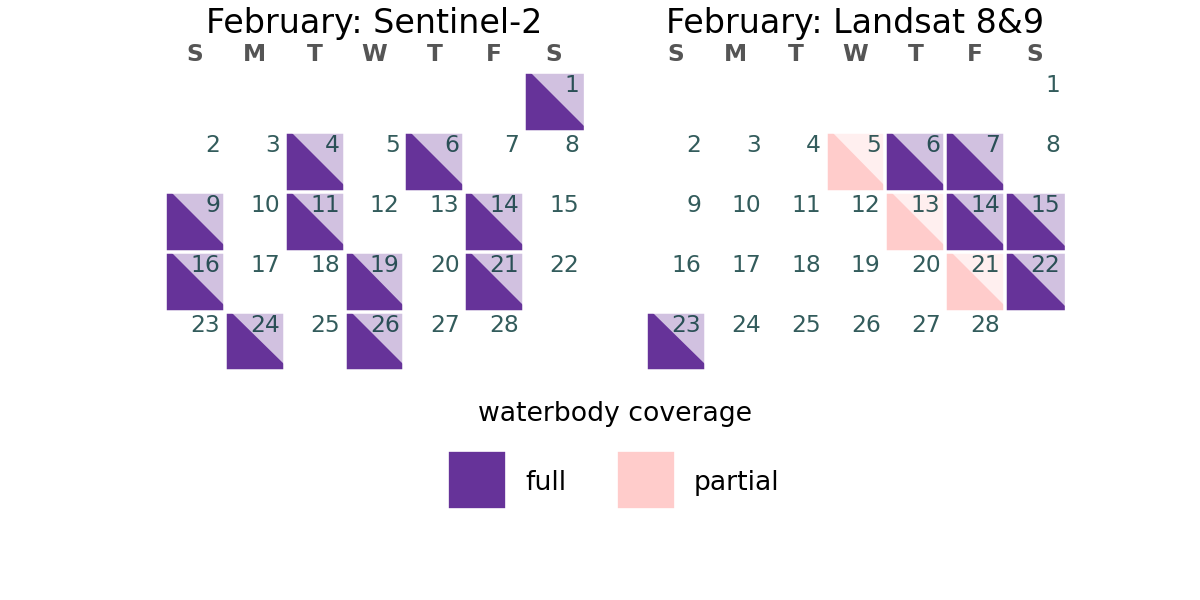 February: Sentinel-2
S M T W T F S
1
2 3 4 5 6 7 8
9 10 11 12 13 14 15
16 17 18 19 20 21 22
23 24 25 26 27 28
February: Landsat 8&9
S M T W T F S
1
2 3 4 5 6 7 8
9 10 11 12 13 14 15
16 17 18 19 20 21 22
23 24 25 26 27 28
waterbody coverage
full partial